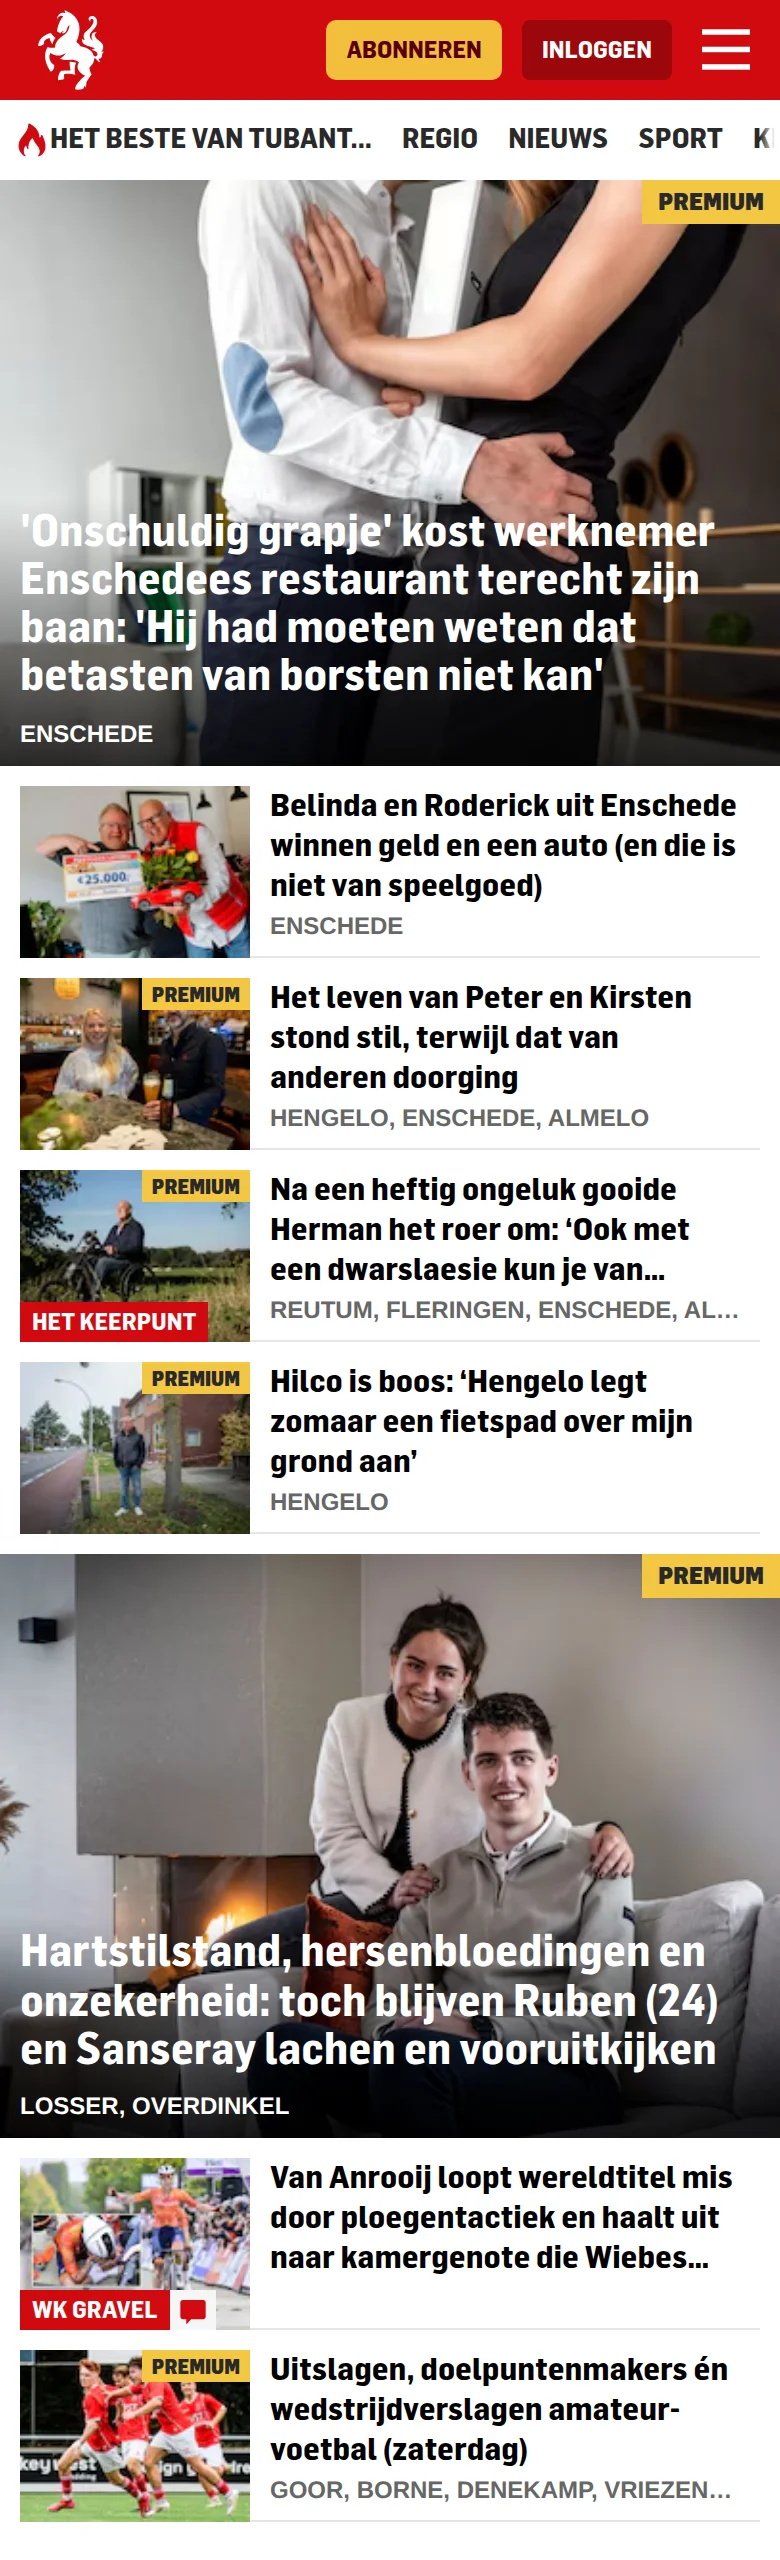 ABONNEREN
INLOGGEN
HET BESTE VAN TUBANT...
REGIO
NIEUWS
SPORT
PREMIUM
'Onschuldig grapje' kost werknemer
Enschedees restaurant terecht zijn
baan: 'Hij had moeten weten dat
betasten van borsten niet kan'
ENSCHEDE
€25.000,-
Belinda en Roderick uit Enschede
winnen geld en een auto (en die is
niet van speelgoed)
ENSCHEDE
PREMIUM
Het leven van Peter en Kirsten
stond stil, terwijl dat van
anderen doorging
HENGELO, ENSCHEDE, ALMELO
PREMIUM
HET KEERPUNT
Na een heftig ongeluk gooide
Herman het roer om: ‘Ook met
een dwarslaesie kun je van...
REUTUM, FLERINGEN, ENSCHEDE, AL...
PREMIUM
Hilco is boos: ‘Hengelo legt
zomaar een fietspad over mijn
grond aan’
HENGELO
PREMIUM
Hartstilstand, hersenbloedingen en
onzekerheid: toch blijven Ruben (24)
en Sanseray lachen en vooruitkijken
LOSSER, OVERDINKEL
WK GRAVEL
Van Anrooij loopt wereldtitel mis
door ploegentactiek en haalt uit
naar kamergenote die Wiebes...
PREMIUM
Uitslagen, doelpuntenmakers én
wedstrijdverslagen amateur-
voetbal (zaterdag)
GOOR, BORNE, DENEKAMP, VRIEZEN...